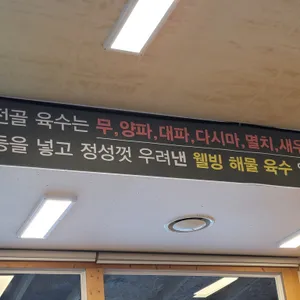 전골 육수는 무,양파,대파,다시마,멸치,새우
등을 넣고 정성껏 우려낸 웰빙 해물 육수